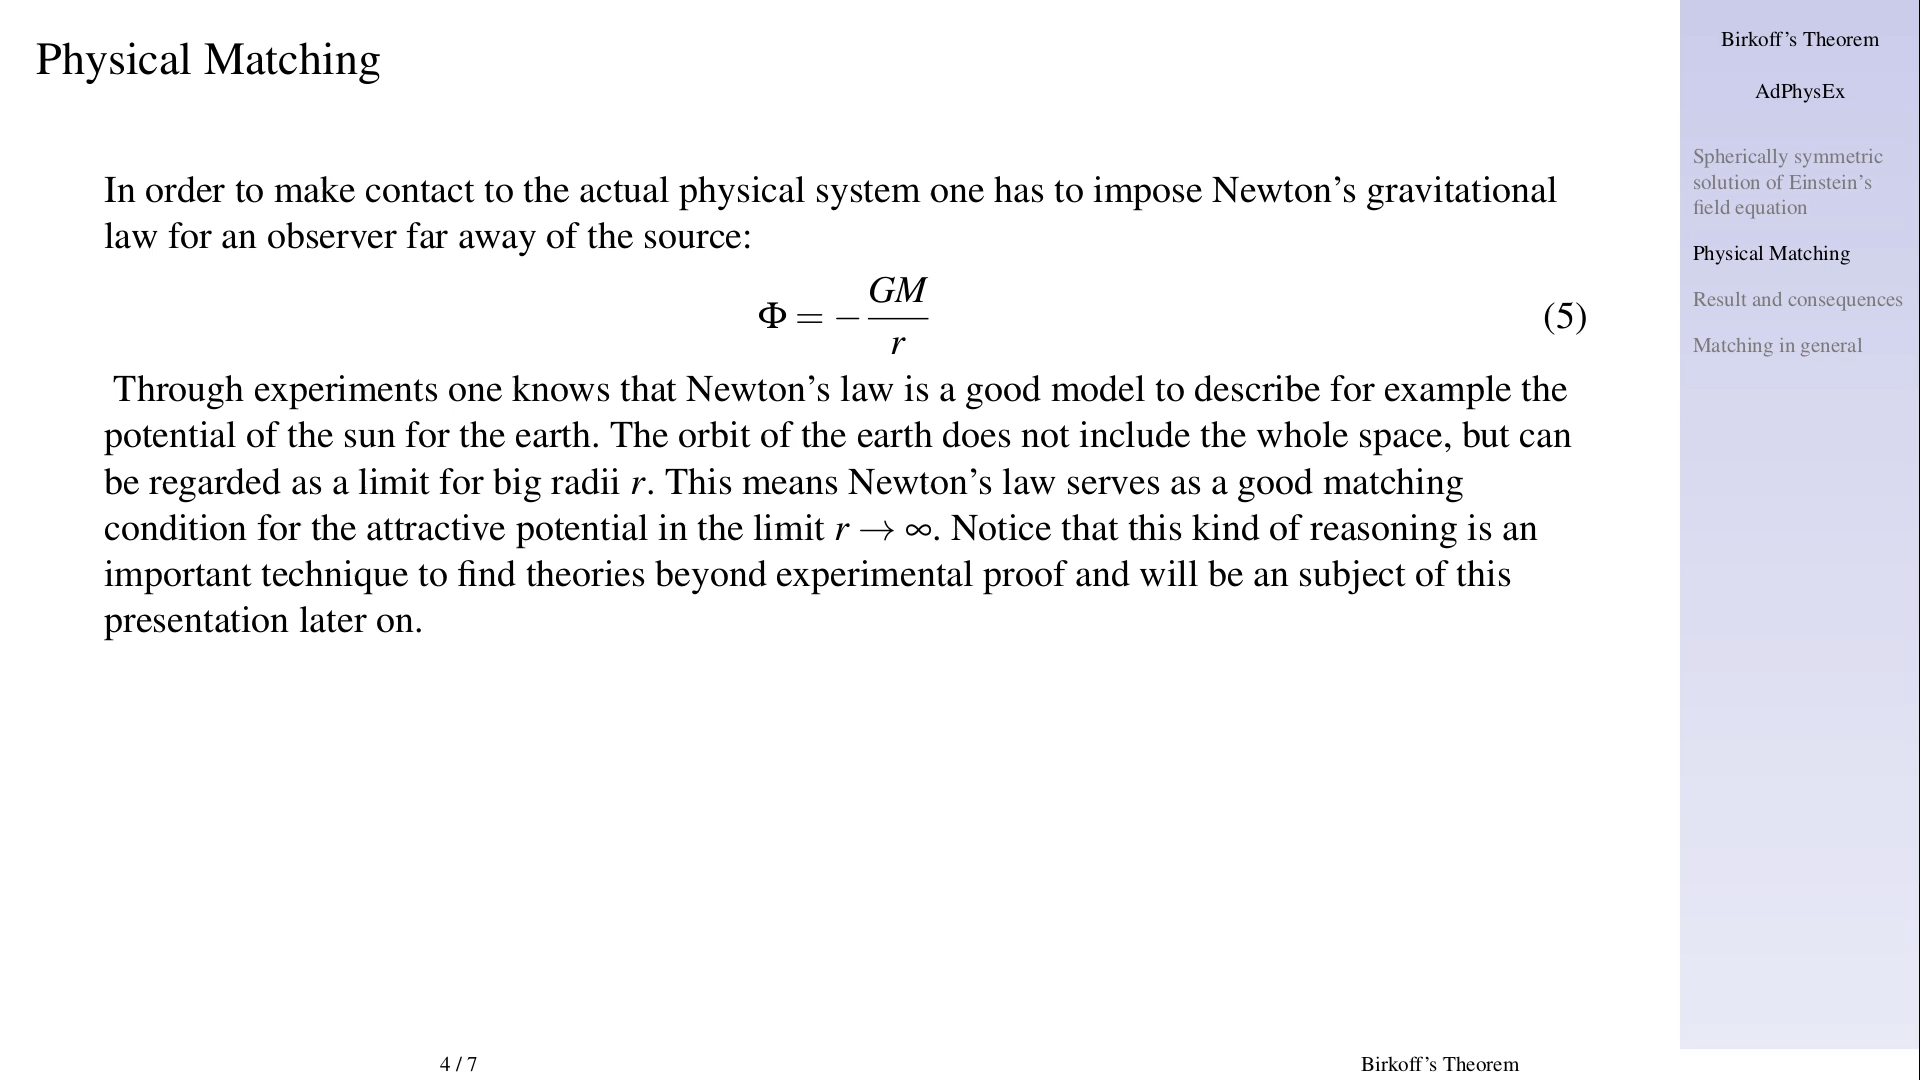 Physical Matching
In order to make contact to the actual physical system one has to impose Newton’s gravitational
law for an observer far away of the source:
Φ = −GM/r (5)
Through experiments one knows that Newton’s law is a good model to describe for example the
potential of the sun for the earth. The orbit of the earth does not include the whole space, but can
be regarded as a limit for big radii r. This means Newton’s law serves as a good matching
condition for the attractive potential in the limit r → ∞. Notice that this kind of reasoning is an
important technique to find theories beyond experimental proof and will be an subject of this
presentation later on.
Birkoff’s Theorem
AdPhysEx
Spherically symmetric
solution of Einstein’s
field equation
Physical Matching
Result and consequences
Matching in general
4 / 7
Birkoff’s Theorem